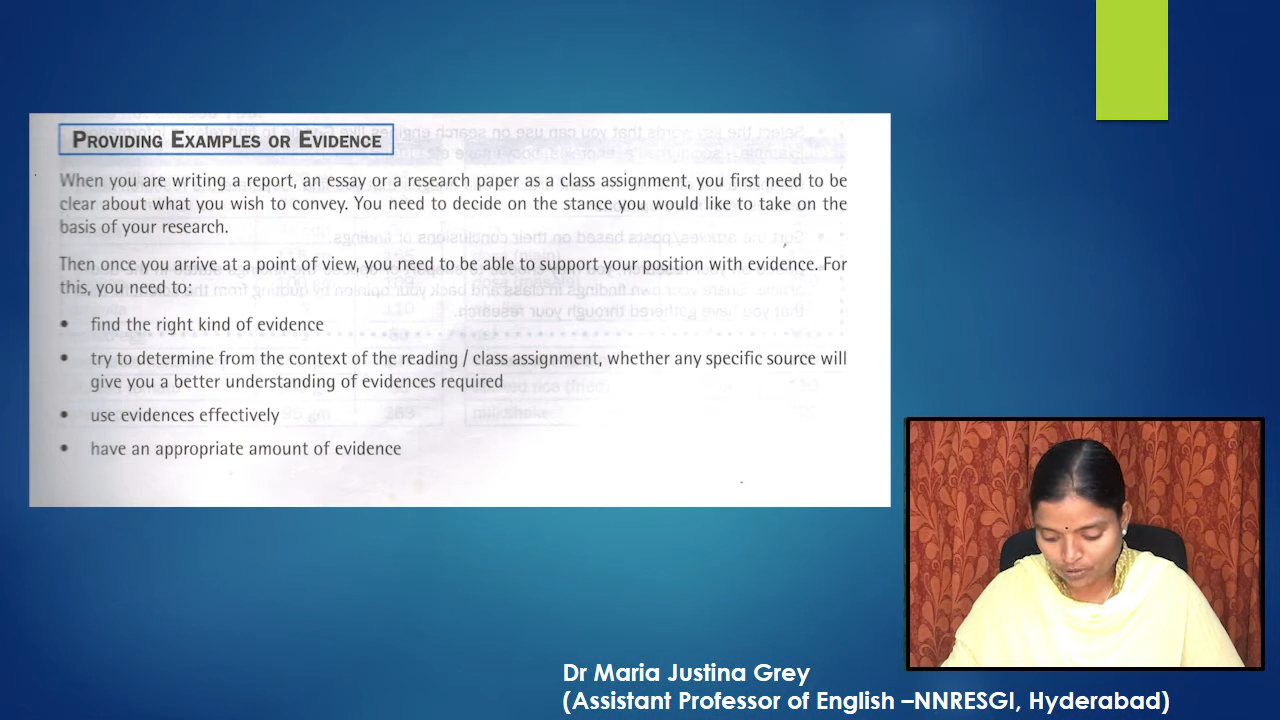 PROVIDING EXAMPLES OR EVIDENCE
When you are writing a report, an essay or a research paper as a class assignment, you first need to be
clear about what you wish to convey. You need to decide on the stance you would like to take on the
basis of your research.
Then once you arrive at a point of view, you need to be able to support your position with evidence. For
this, you need to:
• find the right kind of evidence
• try to determine from the context of the reading / class assignment, whether any specific source will
give you a better understanding of evidences required
• use evidences effectively
• have an appropriate amount of evidence
Dr Maria Justina Grey
(Assistant Professor of English –NNRESGI, Hyderabad)